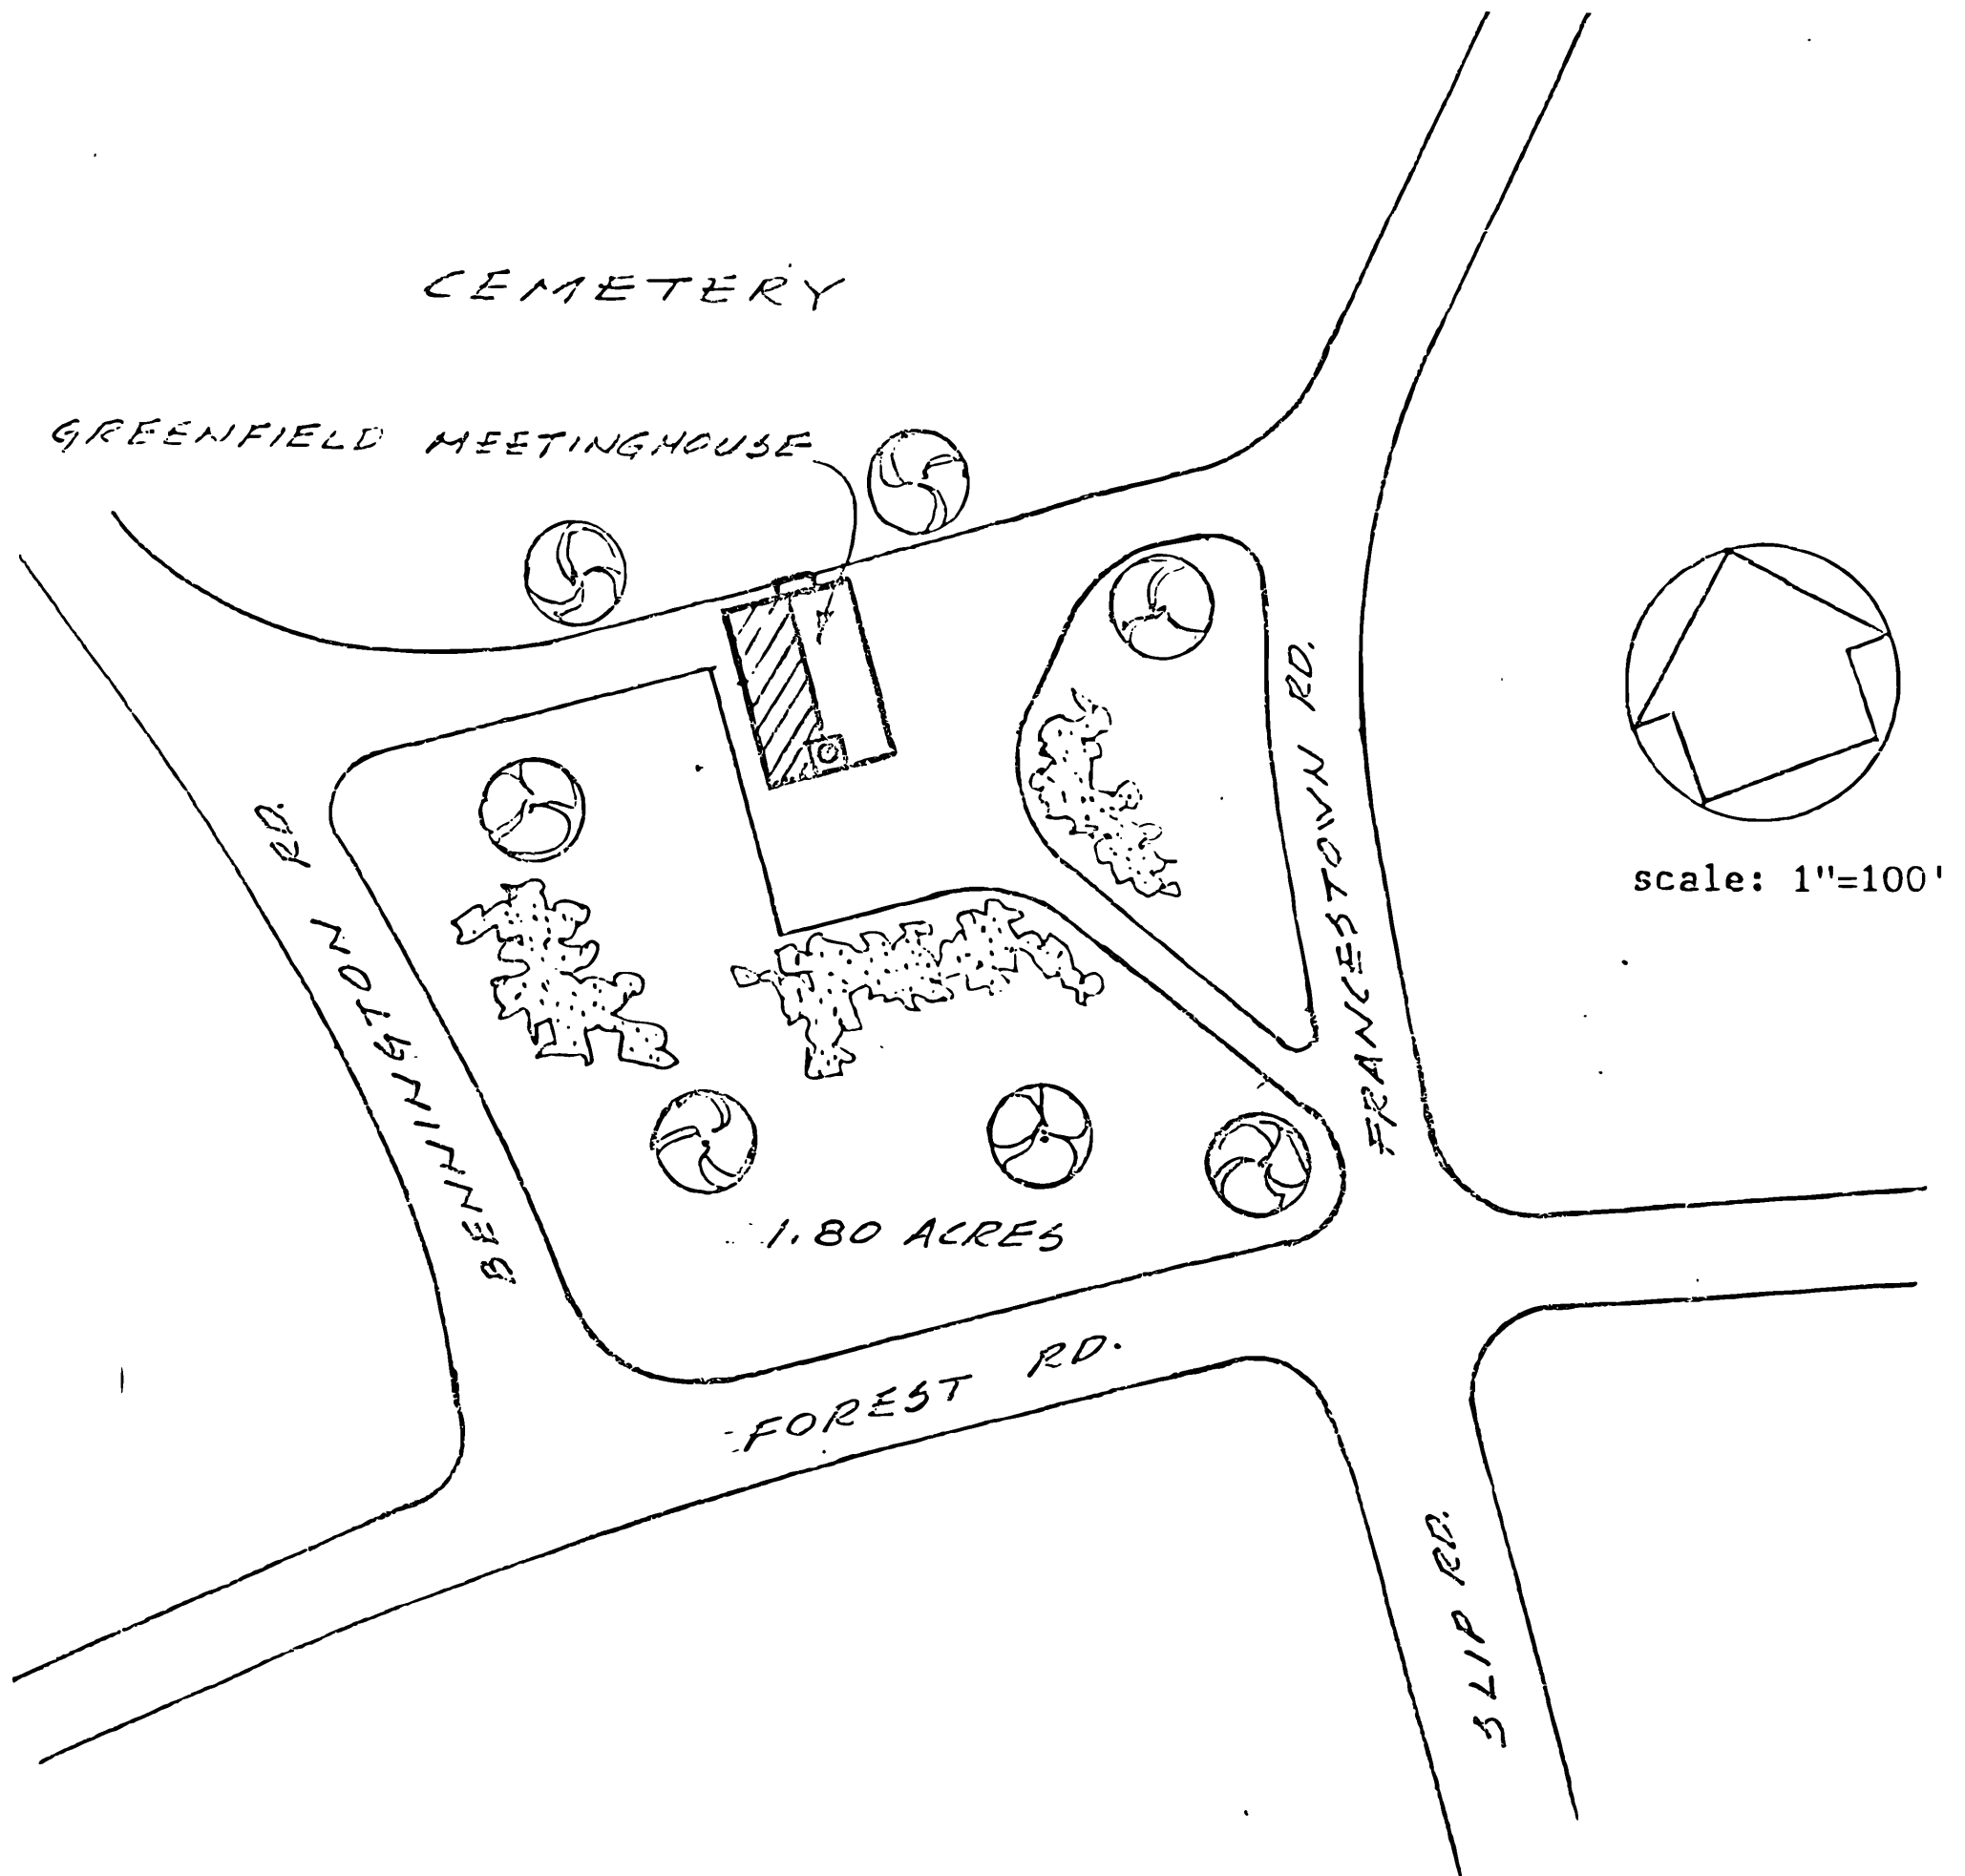 CEMETERY
GREENFIELD MEETINGHOUSE
FRANCESTOWN RD.
scale: 1"=100'
BENNINGTON RD.
1.80 ACRES
FOREST RD.
SLIP RD.